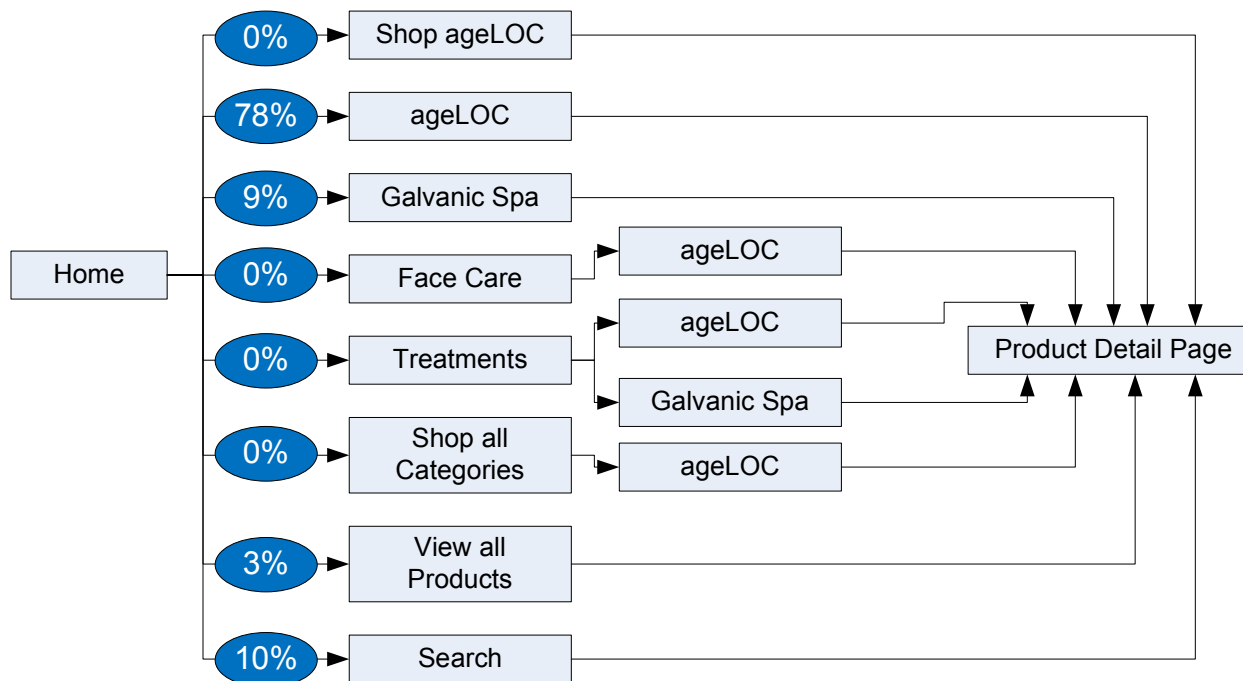 0%
Shop ageLOC
78%
ageLOC
9%
Galvanic Spa
Home
0%
Face Care
ageLOC
0%
Treatments
ageLOC
Galvanic Spa
Product Detail Page
0%
Shop all
Categories
ageLOC
3%
View all
Products
10%
Search